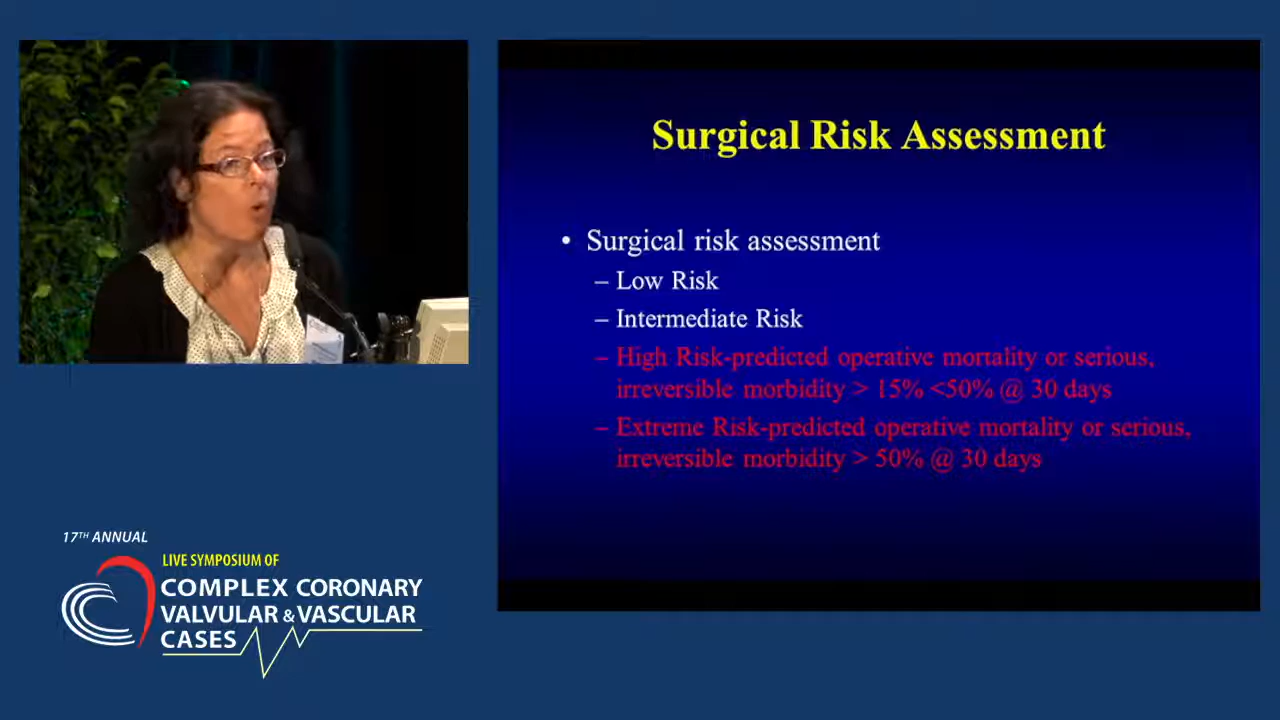 Surgical Risk Assessment
• Surgical risk assessment
– Low Risk
– Intermediate Risk
– High Risk-predicted operative mortality or serious,
irreversible morbidity > 15% <50% @ 30 days
– Extreme Risk-predicted operative mortality or serious,
irreversible morbidity > 50% @ 30 days
17TH ANNUAL
LIVE SYMPOSIUM OF
COMPLEX CORONARY
VALVULAR & VASCULAR
CASES